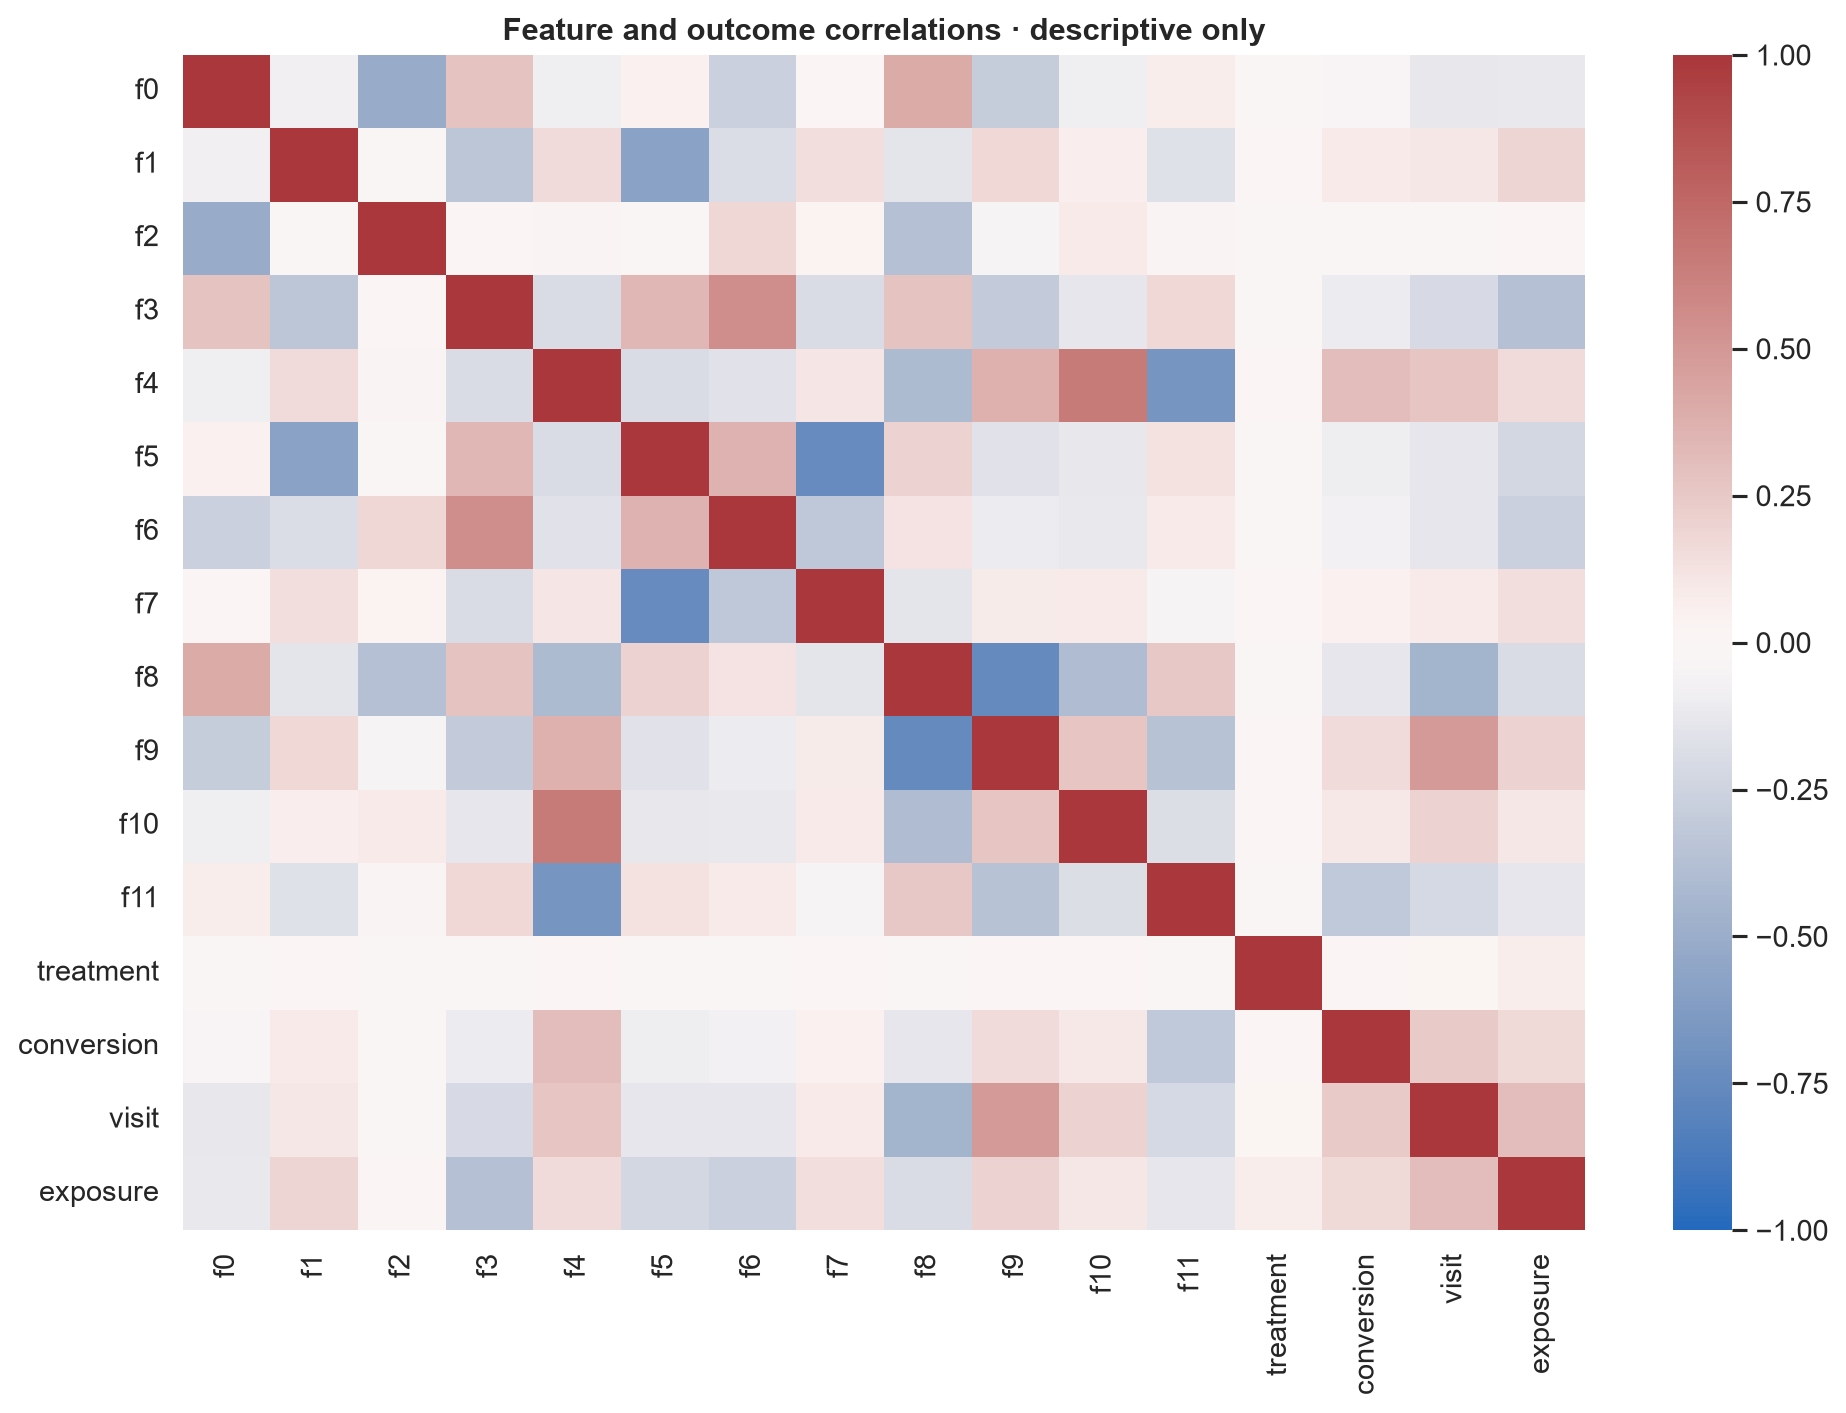 Feature and outcome correlations · descriptive only
f0
f1
f2
f3
f4
f5
f6
f7
f8
f9
f10
f11
treatment
conversion
visit
exposure
f0
f1
f2
f3
f4
f5
f6
f7
f8
f9
f10
f11
treatment
conversion
visit
exposure
1.00
0.75
0.50
0.25
0.00
−0.25
−0.50
−0.75
−1.00